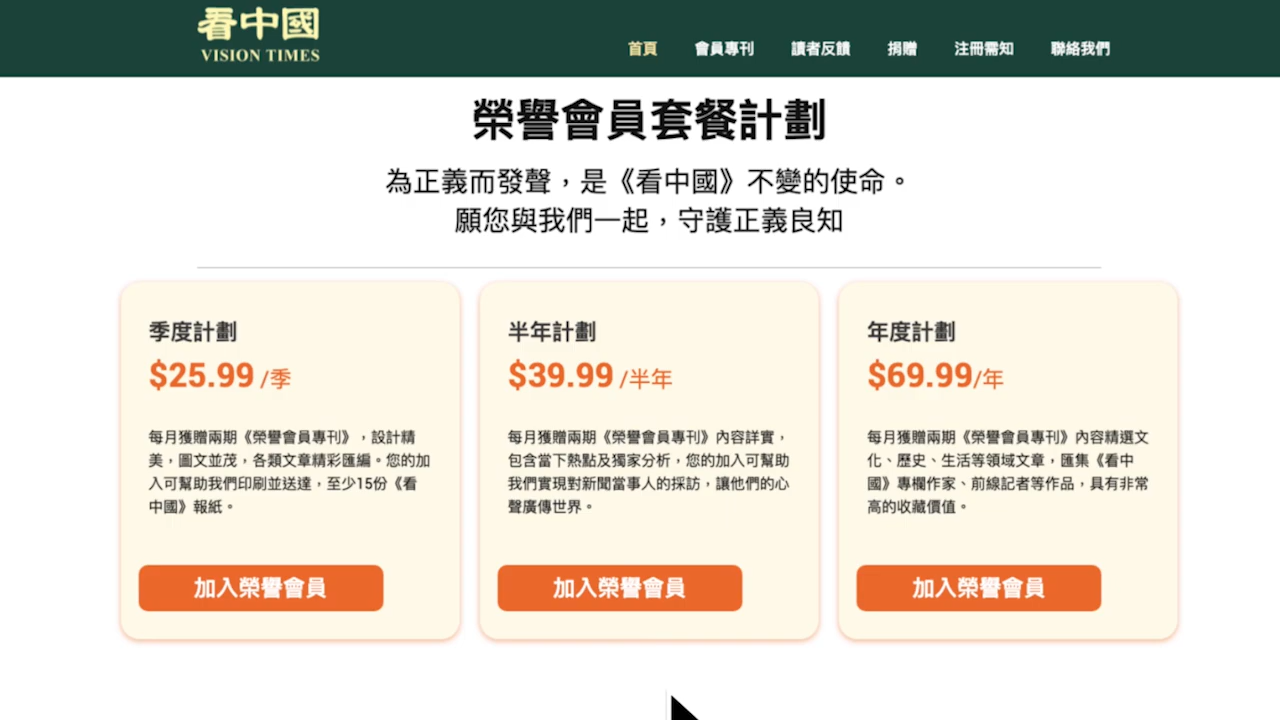 看中國
VISION TIMES
首頁 會員專刊 讀者反饋 捐贈 注冊需知 聯絡我們
榮譽會員套餐計劃
為正義而發聲，是《看中國》不變的使命。
願您與我們一起，守護正義良知
季度計劃
$25.99 /季
每月獲贈兩期《榮譽會員專刊》，設計精
美，圖文並茂，各類文章精彩匯編。您的加
入可幫助我們印刷並送達，至少15份《看
中國》報紙。
加入榮譽會員
半年計劃
$39.99 /半年
每月獲贈兩期《榮譽會員專刊》內容詳實，
包含當下熱點及獨家分析，您的加入可幫助
我們實現對新聞當事人的採訪，讓他們的心
聲廣傳世界。
加入榮譽會員
年度計劃
$69.99/年
每月獲贈兩期《榮譽會員專刊》內容精選文
化、歷史、生活等領域文章，匯集《看中
國》專欄作家、前線記者等作品，具有非常
高的收藏價值。
加入榮譽會員